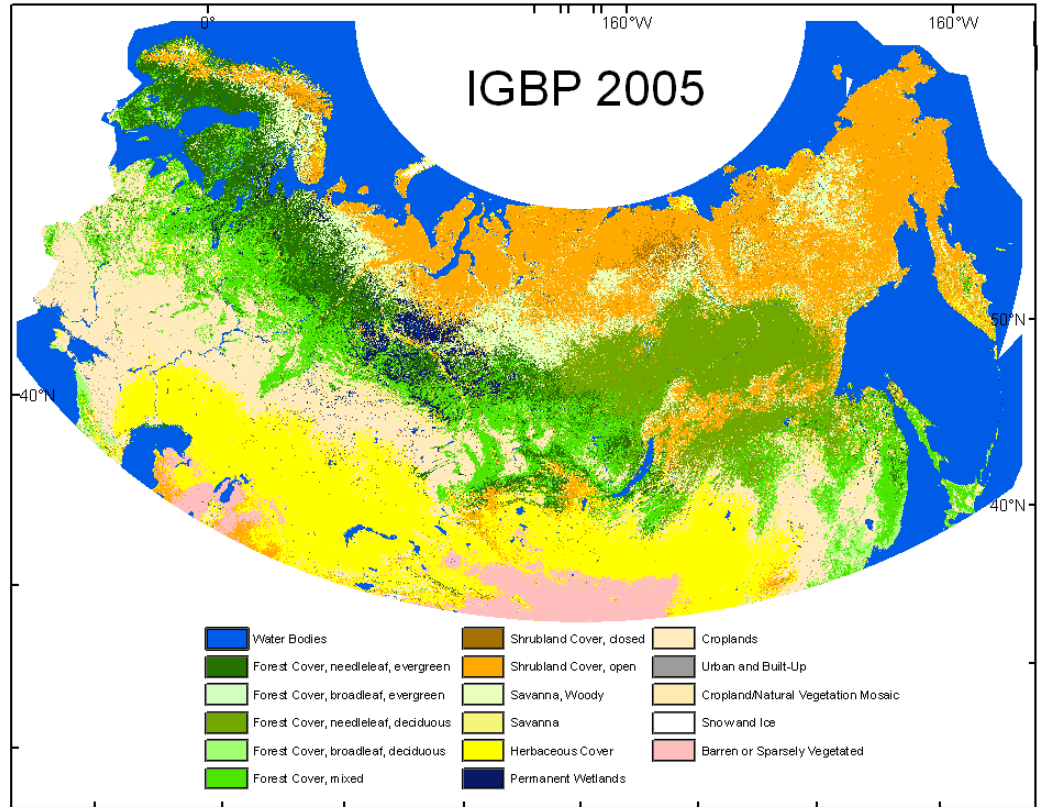 0°
160°W
160°W
IGBP 2005
50°N
40°N
40°N
Water Bodies
Forest Cover, needleleaf, evergreen
Forest Cover, broadleaf, evergreen
Forest Cover, needleleaf, deciduous
Forest Cover, broadleaf, deciduous
Forest Cover, mixed
Shrubland Cover, closed
Shrubland Cover, open
Savanna, Woody
Savanna
Herbaceous Cover
Permanent Wetlands
Croplands
Urban and Built-Up
Cropland/Natural Vegetation Mosaic
Snow and Ice
Barren or Sparsely Vegetated